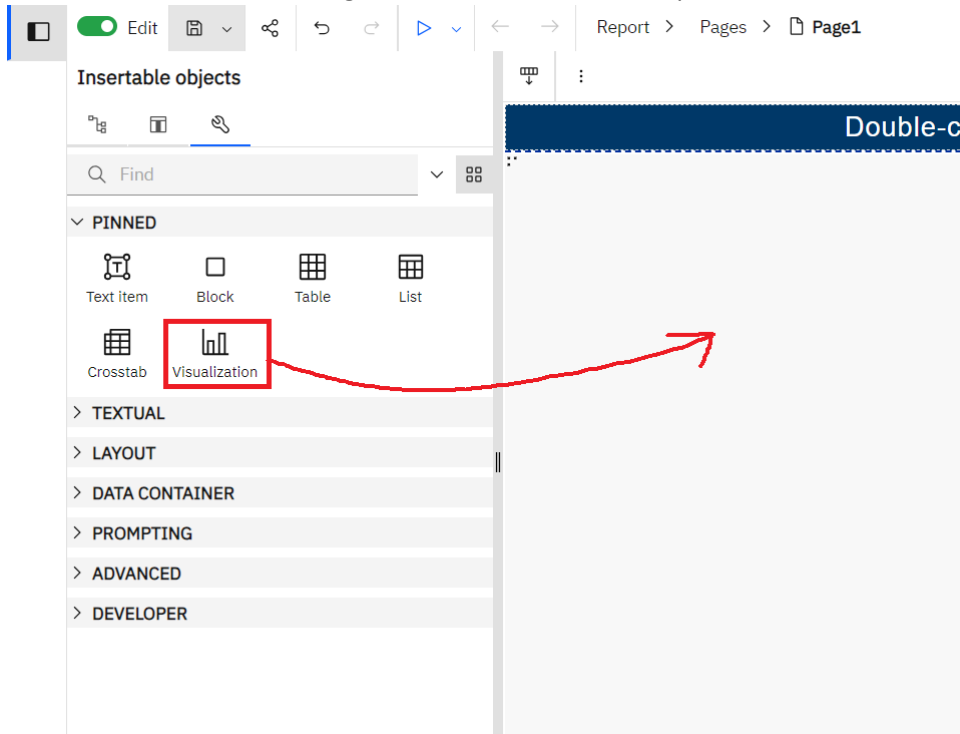 Edit
Report > Pages > Page1
Insertable objects
Find
PINNED
Text item Block Table List
Crosstab Visualization
TEXTUAL
LAYOUT
DATA CONTAINER
PROMPTING
ADVANCED
DEVELOPER
Double-c